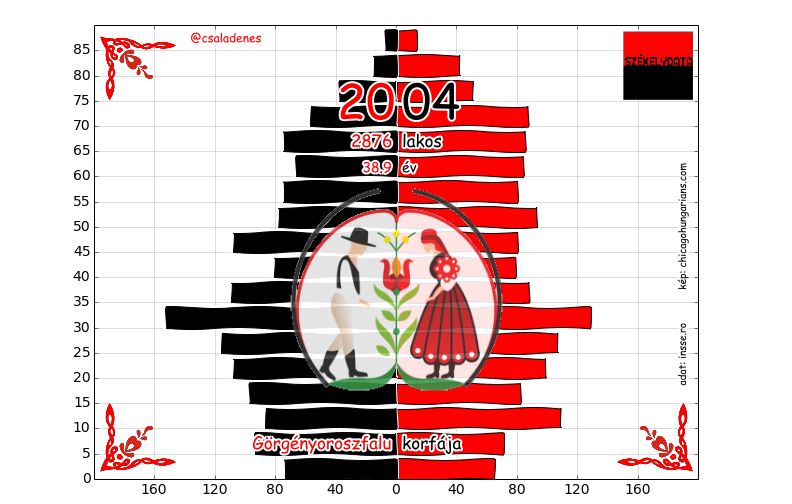 @csaladenes
SZÉKELYDATA
2004
2876 lakos
38.9 év
kép: chicagohungarians.com
adat: insse.ro
Görgényoroszfalu korfája
85
80
75
70
65
60
55
50
45
40
35
30
25
20
15
10
5
0
160 120 80 40 0 40 80 120 160